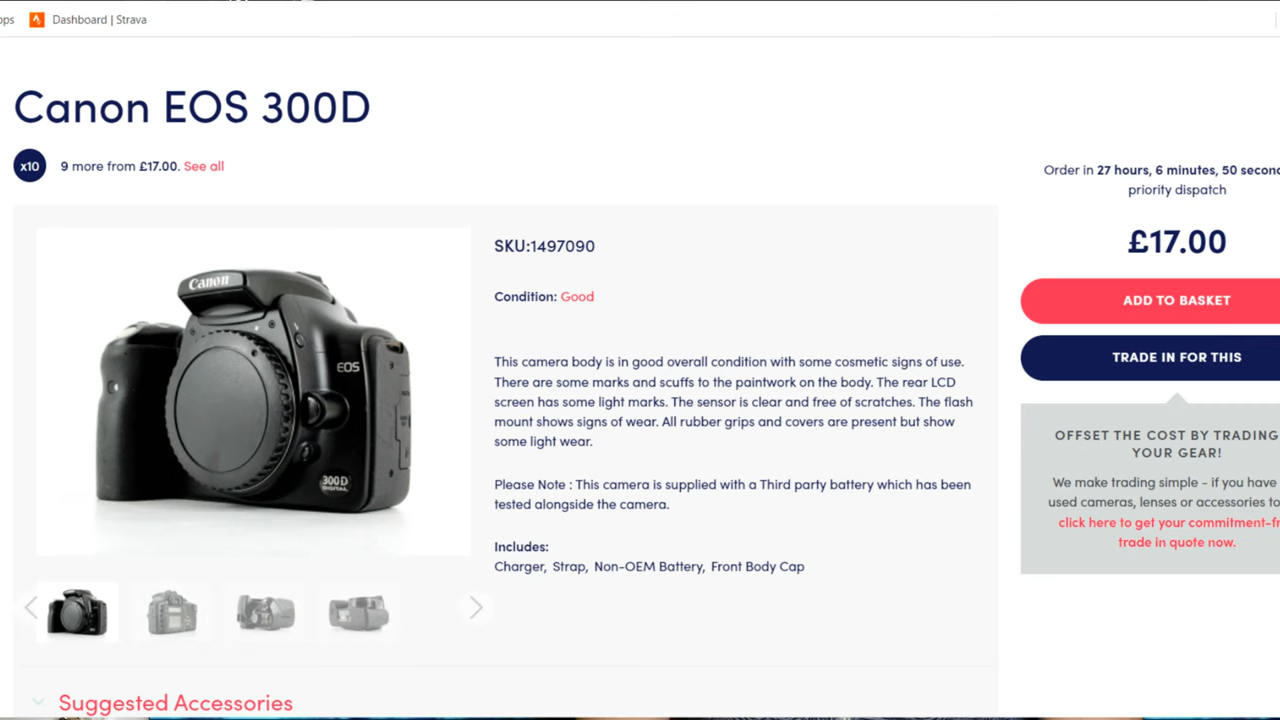 Dashboard | Strava
Canon EOS 300D
x10
9 more from £17.00. See all
Order in 27 hours, 6 minutes, 50
priority dispatch
£17.00
ADD TO BASKET
TRADE IN FOR THIS
OFFSET THE COST BY TRADING
YOUR GEAR!
We make trading simple - if you have
used cameras, lenses or accessories to
click here to get your
trade in quote now.
Canon
EOS
300D
DIGITAL
SKU:1497090
Condition: Good
This camera body is in good overall condition with some cosmetic signs of use.
There are some marks and scuffs to the paintwork on the body. The rear LCD
screen has some light marks. The sensor is clear and free of scratches. The flash
mount shows signs of wear. All rubber grips and covers are present but show
some light wear.
Please Note : This camera is supplied with a Third party battery which has been
tested alongside the camera.
Includes:
Charger, Strap, Non-OEM Battery, Front Body Cap
Suggested Accessories